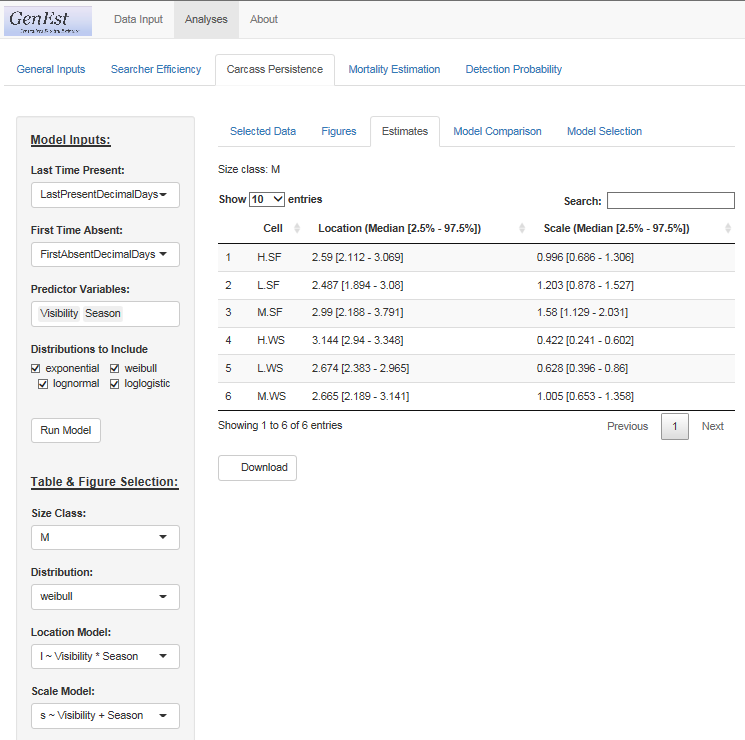 GenEst
Data Input Analyses About
General Inputs Searcher Efficiency Carcass Persistence Mortality Estimation Detection Probability
Model Inputs:
Last Time Present:
LastPresentDecimalDays
First Time Absent:
FirstAbsentDecimalDays
Predictor Variables:
Visibility Season
Distributions to Include
exponential weibull
lognormal loglogistic
Run Model
Table & Figure Selection:
Size Class:
M
Distribution:
weibull
Location Model:
l ~ Visibility * Season
Scale Model:
s ~ Visibility + Season
Selected Data Figures Estimates Model Comparison Model Selection
Size class: M
Show 10 entries Search:
Cell Location (Median [2.5% - 97.5%]) Scale (Median [2.5% - 97.5%])
1 H.SF 2.59 [2.112 - 3.069] 0.996 [0.686 - 1.306]
2 L.SF 2.487 [1.894 - 3.08] 1.203 [0.878 - 1.527]
3 M.SF 2.99 [2.188 - 3.791] 1.58 [1.129 - 2.031]
4 H.WS 3.144 [2.94 - 3.348] 0.422 [0.241 - 0.602]
5 L.WS 2.674 [2.383 - 2.965] 0.628 [0.396 - 0.86]
6 M.WS 2.665 [2.189 - 3.141] 1.005 [0.653 - 1.358]
Showing 1 to 6 of 6 entries Previous 1 Next
Download